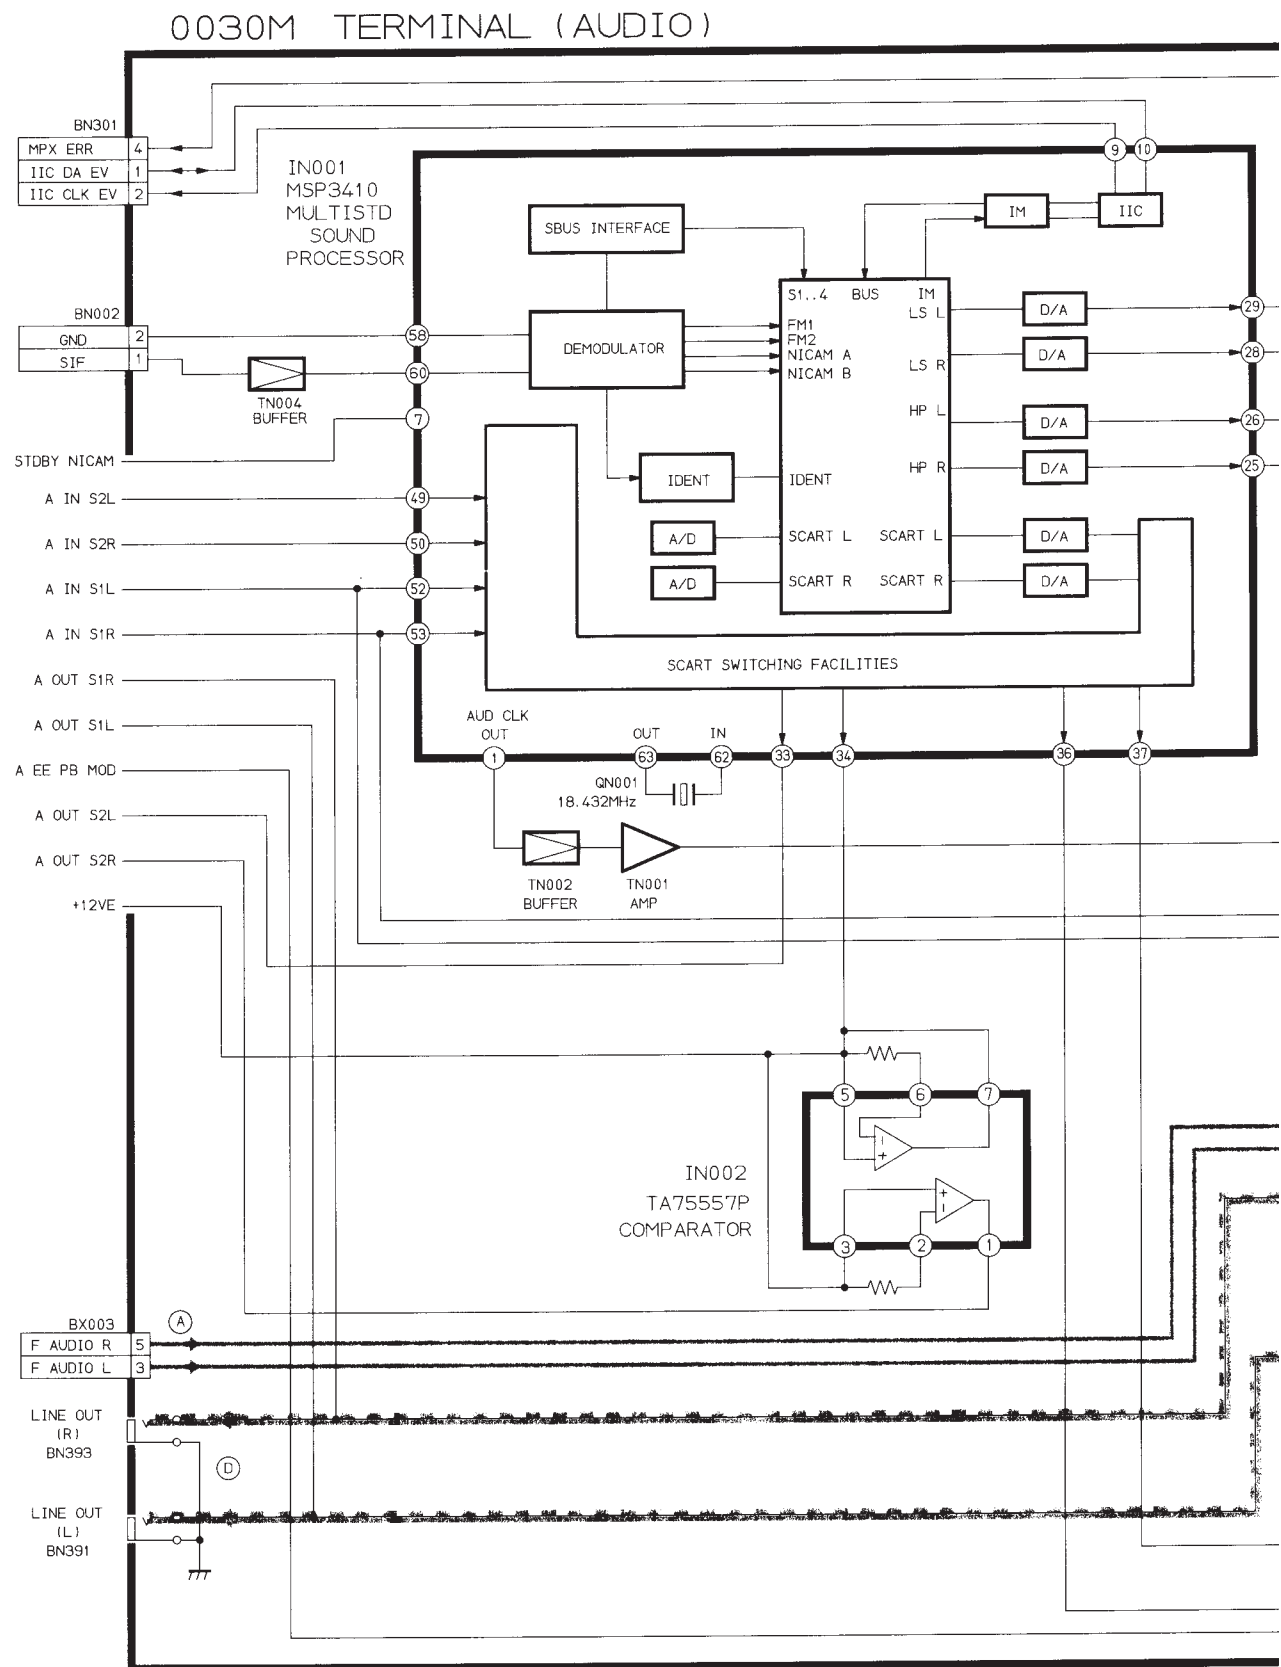 0030M TERMINAL (AUDIO)
BN301
MPX ERR 4
IIC DA EV 1
IIC CLK EV 2
IN001
MSP3410
MULTISTD
SOUND
PROCESSOR
9 10
SBUS INTERFACE
IM
IIC
S1..4 BUS IM
LS L
D/A
29
BN002
GND 2
SIF 1
58
60
TN004
BUFFER
DEMODULATOR
FM1
FM2
NICAM A
NICAM B
LS R
D/A
28
7
HP L
D/A
26
STDBY NICAM
IDENT
IDENT
HP R
D/A
25
A IN S2L
49
A/D
SCART L
SCART L
D/A
A IN S2R
50
A/D
SCART R
SCART R
D/A
A IN S1L
52
A IN S1R
53
SCART SWITCHING FACILITIES
A OUT S1R
A OUT S1L
AUD CLK
OUT
OUT
IN
1
63
62
33
34
36
37
A EE PB MOD
QN001
18.432MHz
A OUT S2L
A OUT S2R
TN002
BUFFER
TN001
AMP
+12VE
5
6
7
-
+
IN002
TA75557P
COMPARATOR
+
-
3
2
1
BX003
A
F AUDIO R 5
F AUDIO L 3
LINE OUT
(R)
BN393
D
LINE OUT
(L)
BN391